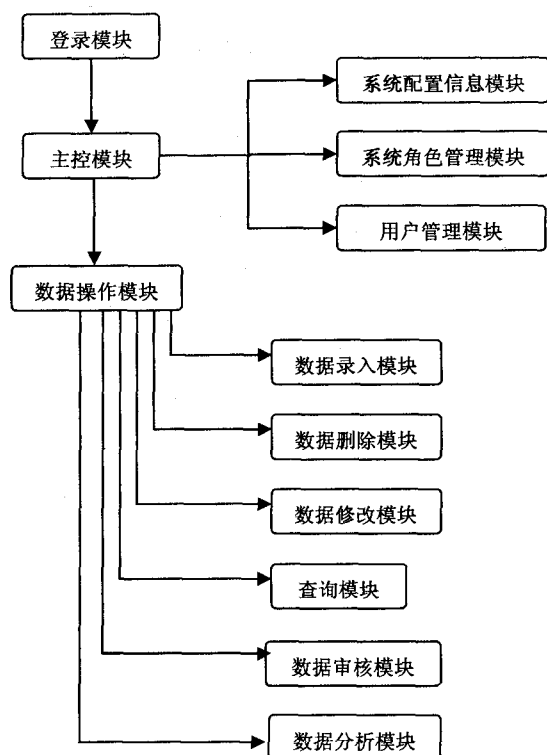 登录模块
系统配置信息模块
主控模块
系统角色管理模块
用户管理模块
数据操作模块
数据录入模块
数据删除模块
数据修改模块
查询模块
数据审核模块
数据分析模块